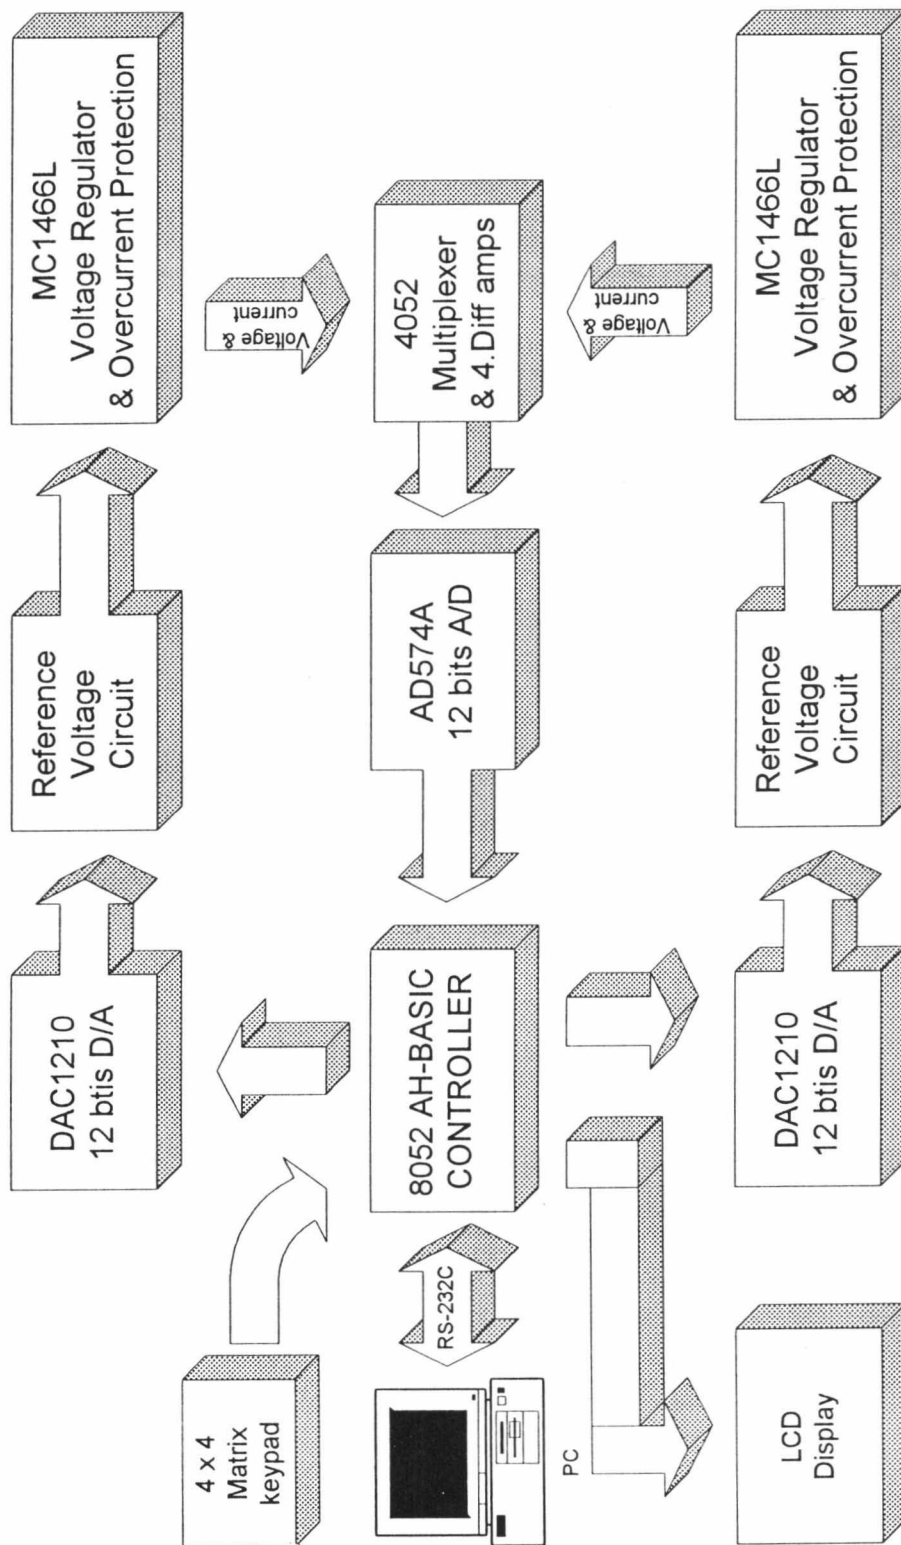 MC1466L
Voltage Regulator
& Overcurrent Protection
Reference
Voltage
Circuit
DAC1210
12 btis D/A
4 x 4
Matrix
keypad
Voltage &
current
4052
Multiplexer
& 4.Diff amps
AD574A
12 bits A/D
8052 AH-BASIC
CONTROLLER
RS-232C
PC
Voltage &
current
MC1466L
Voltage Regulator
& Overcurrent Protection
Reference
Voltage
Circuit
DAC1210
12 btis D/A
LCD
Display